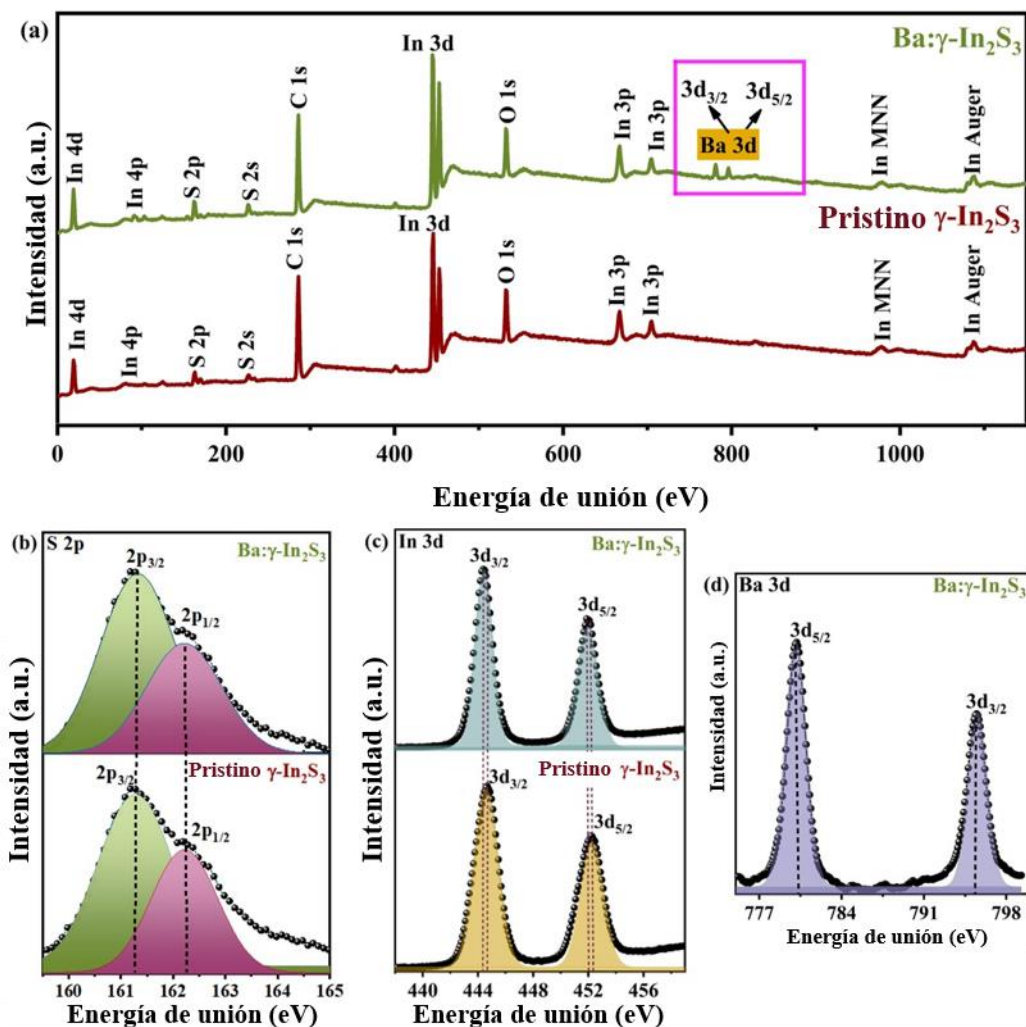 (a)
Ba:γ-In₂S₃
In 4d
In 4p
S 2p
S 2s
C 1s
In 3d
O 1s
In 3p
In 3p
3d₃/₂
3d₅/₂
Ba 3d
In MNN
In Auger
Pristino γ-In₂S₃
In 4d
In 4p
S 2p
S 2s
C 1s
In 3d
O 1s
In 3p
In 3p
In MNN
In Auger
Intensidad (a.u.)
0 200 400 600 800 1000
Energía de unión (eV)
(b)
S 2p
Ba:γ-In₂S₃
2p₃/₂
2p₁/₂
Pristino γ-In₂S₃
2p₃/₂
2p₁/₂
Intensidad (a.u.)
160 161 162 163 164 165
Energía de unión (eV)
(c)
In 3d
Ba:γ-In₂S₃
3d₃/₂
3d₅/₂
Pristino γ-In₂S₃
3d₃/₂
3d₅/₂
Intensidad (a.u.)
440 444 448 452 456
Energía de unión (eV)
(d)
Ba 3d
Ba:γ-In₂S₃
3d₅/₂
3d₃/₂
Intensidad (a.u.)
777 784 791 798
Energía de unión (eV)